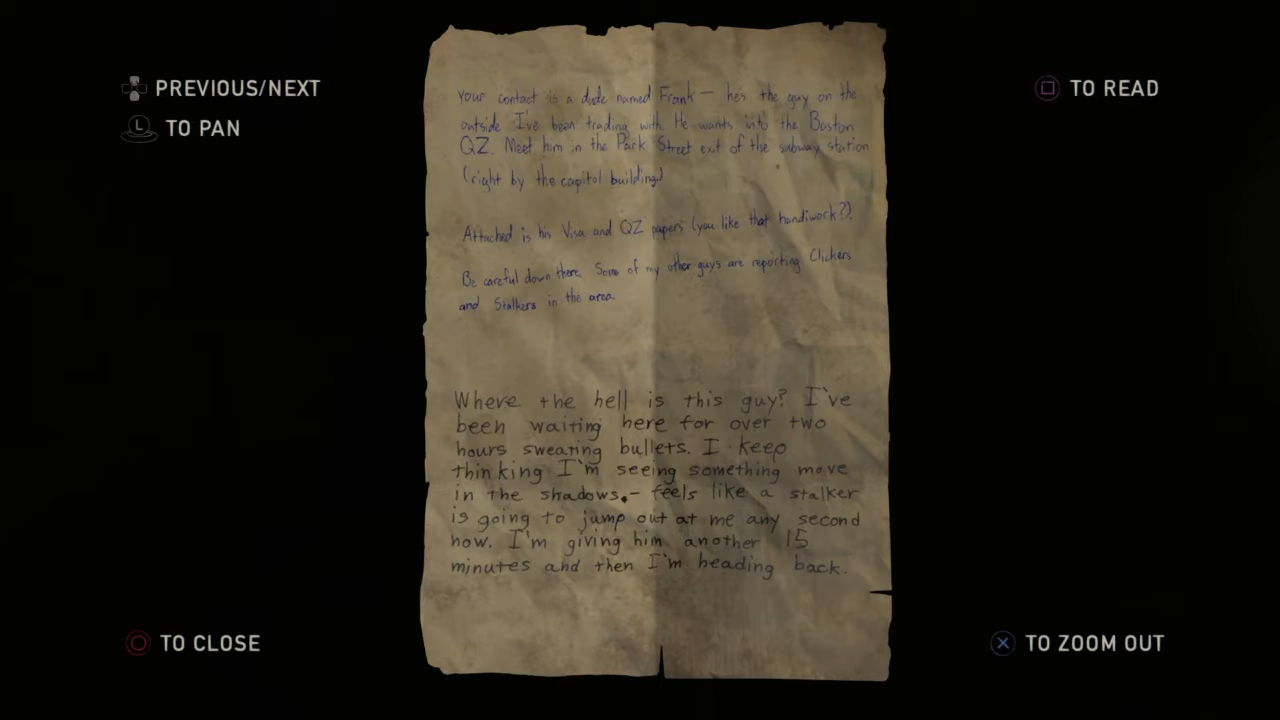 PREVIOUS/NEXT
L TO PAN
TO READ
Your contact is a dude named Frank — he's the guy on the
outside I've been trading with. He wants into the Boston
QZ. Meet him in the Park Street exit of the subway station
(right by the capitol building.)
Attached is his Visa and QZ papers (you like that handiwork?).
Be careful down there. Some of my other guys are reporting Clickers
and Stalkers in the area.
Where the hell is this guy? I've
been waiting here for over two
hours sweating bullets. I keep
thinking I'm seeing something move
in the shadows. - feels like a stalker
is going to jump out at me any second
now. I'm giving him another 15
minutes and then I'm heading back.
TO CLOSE
TO ZOOM OUT